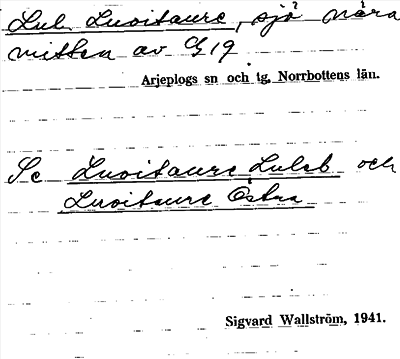 Lul. Luoitaure, sjö nära
mitten av G 19
Arjeplogs sn och tg, Norrbottens län.
Se Luoitaure Luleb och
Luoitaure Östra
Sigvard Wallström, 1941.